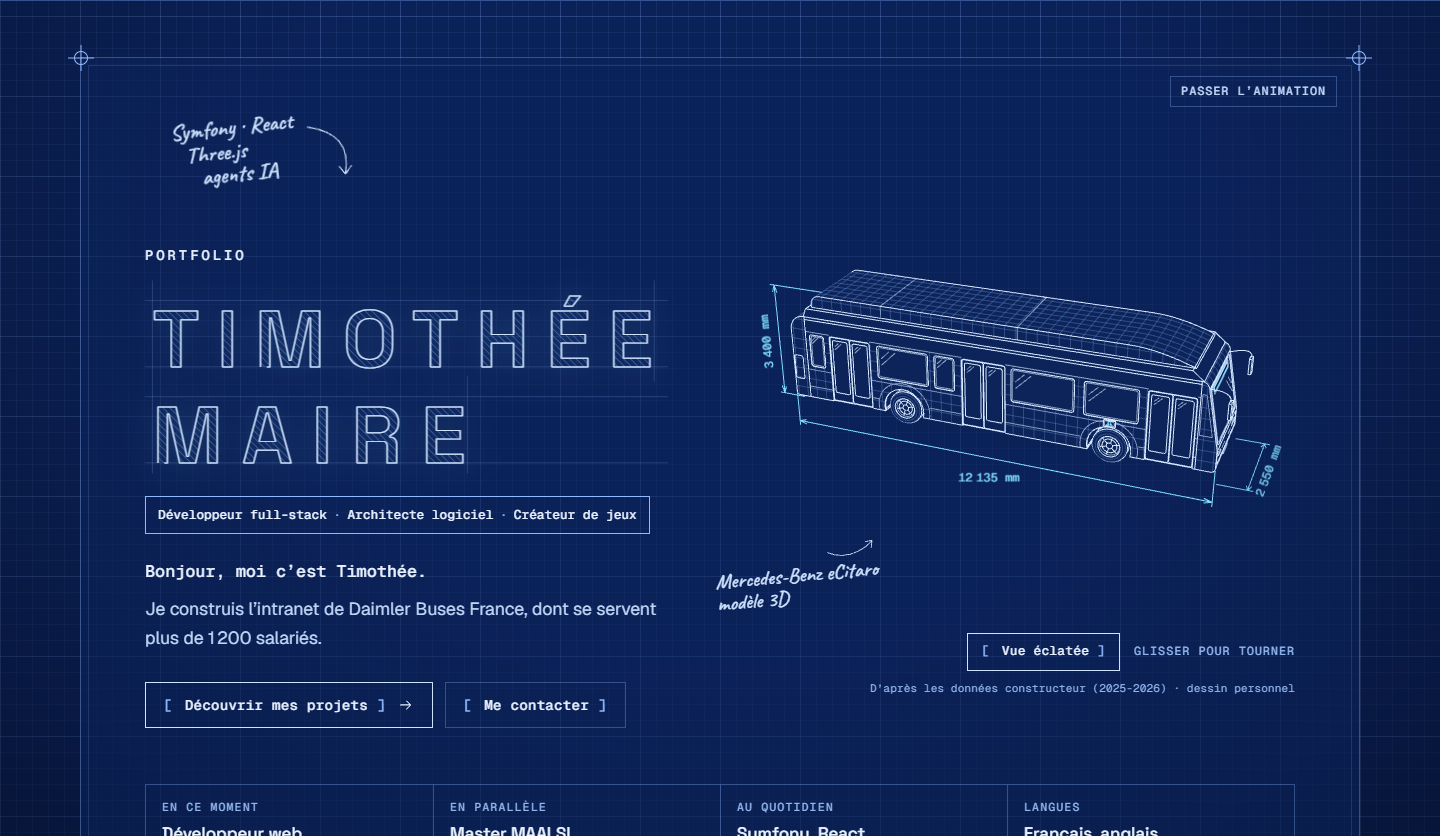 PASSER L'ANIMATION
Symfony · React
Three.js
agents IA
PORTFOLIO
TIMOTHÉE
MAIRE
3 400 mm
12 135 mm
2 550 mm
Développeur full-stack · Architecte logiciel · Créateur de jeux
Bonjour, moi c’est Timothée.
Je construis l’intranet de Daimler Buses France, dont se servent
plus de 1 200 salariés.
Mercedes-Benz eCitaro
modèle 3D
[ Vue éclatée ] GLISSER POUR TOURNER
D’après les données constructeur (2025-2026) · dessin personnel
[ Découvrir mes projets ] →
[ Me contacter ]
EN CE MOMENT
Développeur web
EN PARALLÈLE
Master MAALSI
AU QUOTIDIEN
Symfony, React
LANGUES
Français, anglais